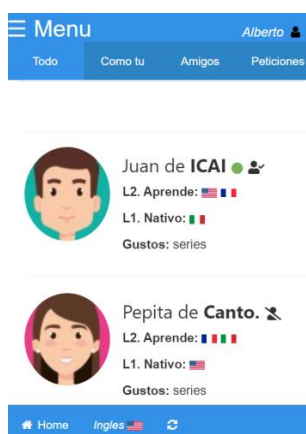 ☰ Menu Alberto
Todo Como tu Amigos Peticiones
Juan de ICAI
L2. Aprende:
L1. Nativo:
Gustos: series
Pepita de Canto.
L2. Aprende:
L1. Nativo:
Gustos: series
Home Ingles